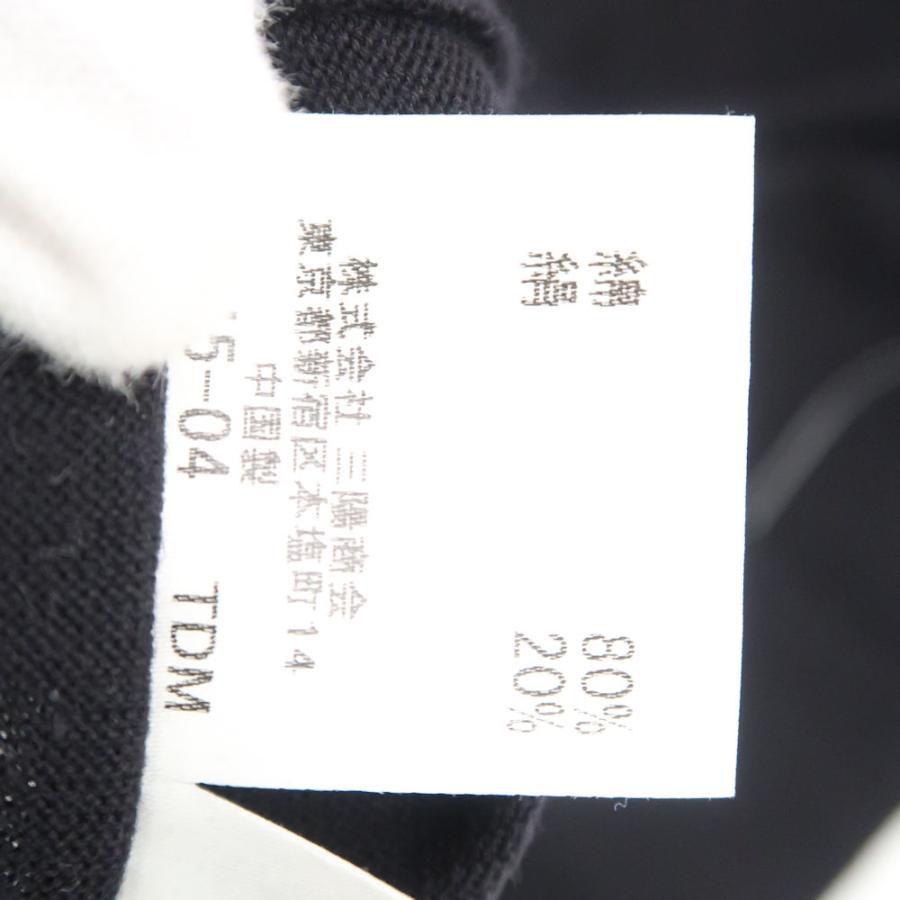 綿 80%
絹 20%
株式会社 三陽商会
東京都新宿区本塩町14
中国製
5-04 TDM